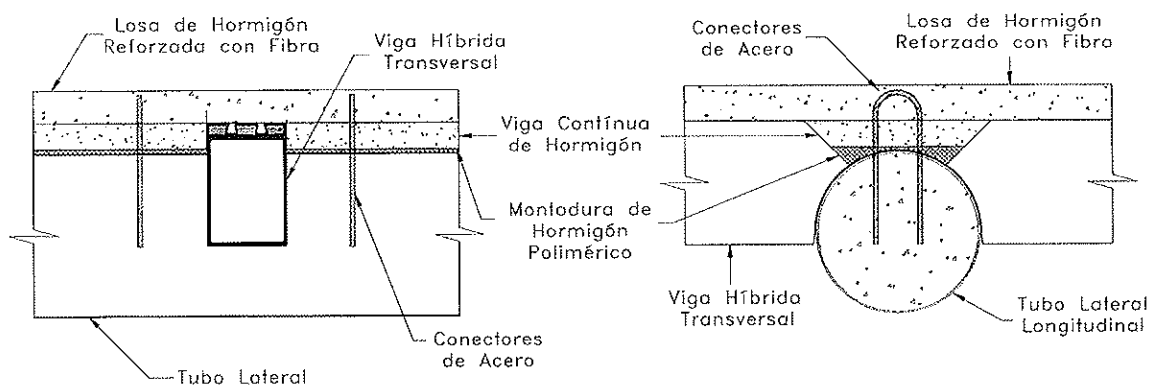 Losa de Hormigón
Reforzada con Fibra
Viga Híbrida
Transversal
Viga Contínua
de Hormigón
Montodura de
Hormigón
Polimérico
Conectores
de Acero
Tubo Lateral
Conectores
de Acero
Losa de Hormigón
Reforzado con Fibra
Viga Híbrida
Transversal
Tubo Lateral
Longitudinal